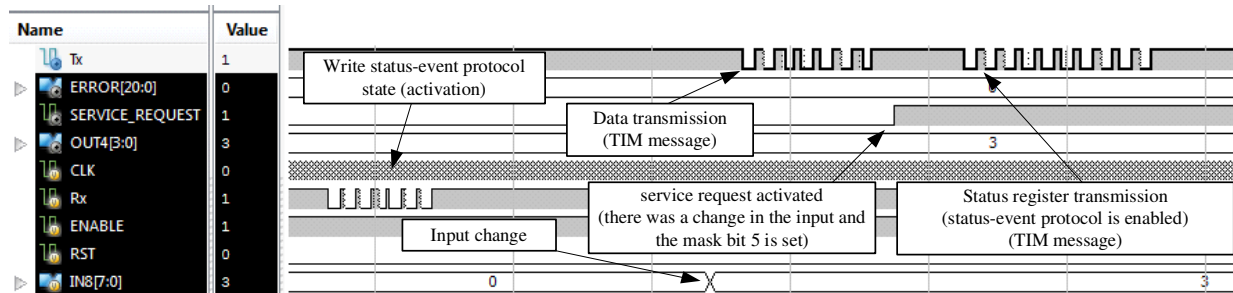 Name Value
Tx 1
ERROR[20:0] 0
SERVICE_REQUEST 1
OUT4[3:0] 3
CLK 0
Rx 1
ENABLE 1
RST 0
IN8[7:0] 3
Write status-event protocol
state (activation)
Data transmission
(TIM message)
0
3
service request activated
(there was a change in the input and
the mask bit 5 is set)
Status register transmission
(status-event protocol is enabled)
(TIM message)
Input change
0
3